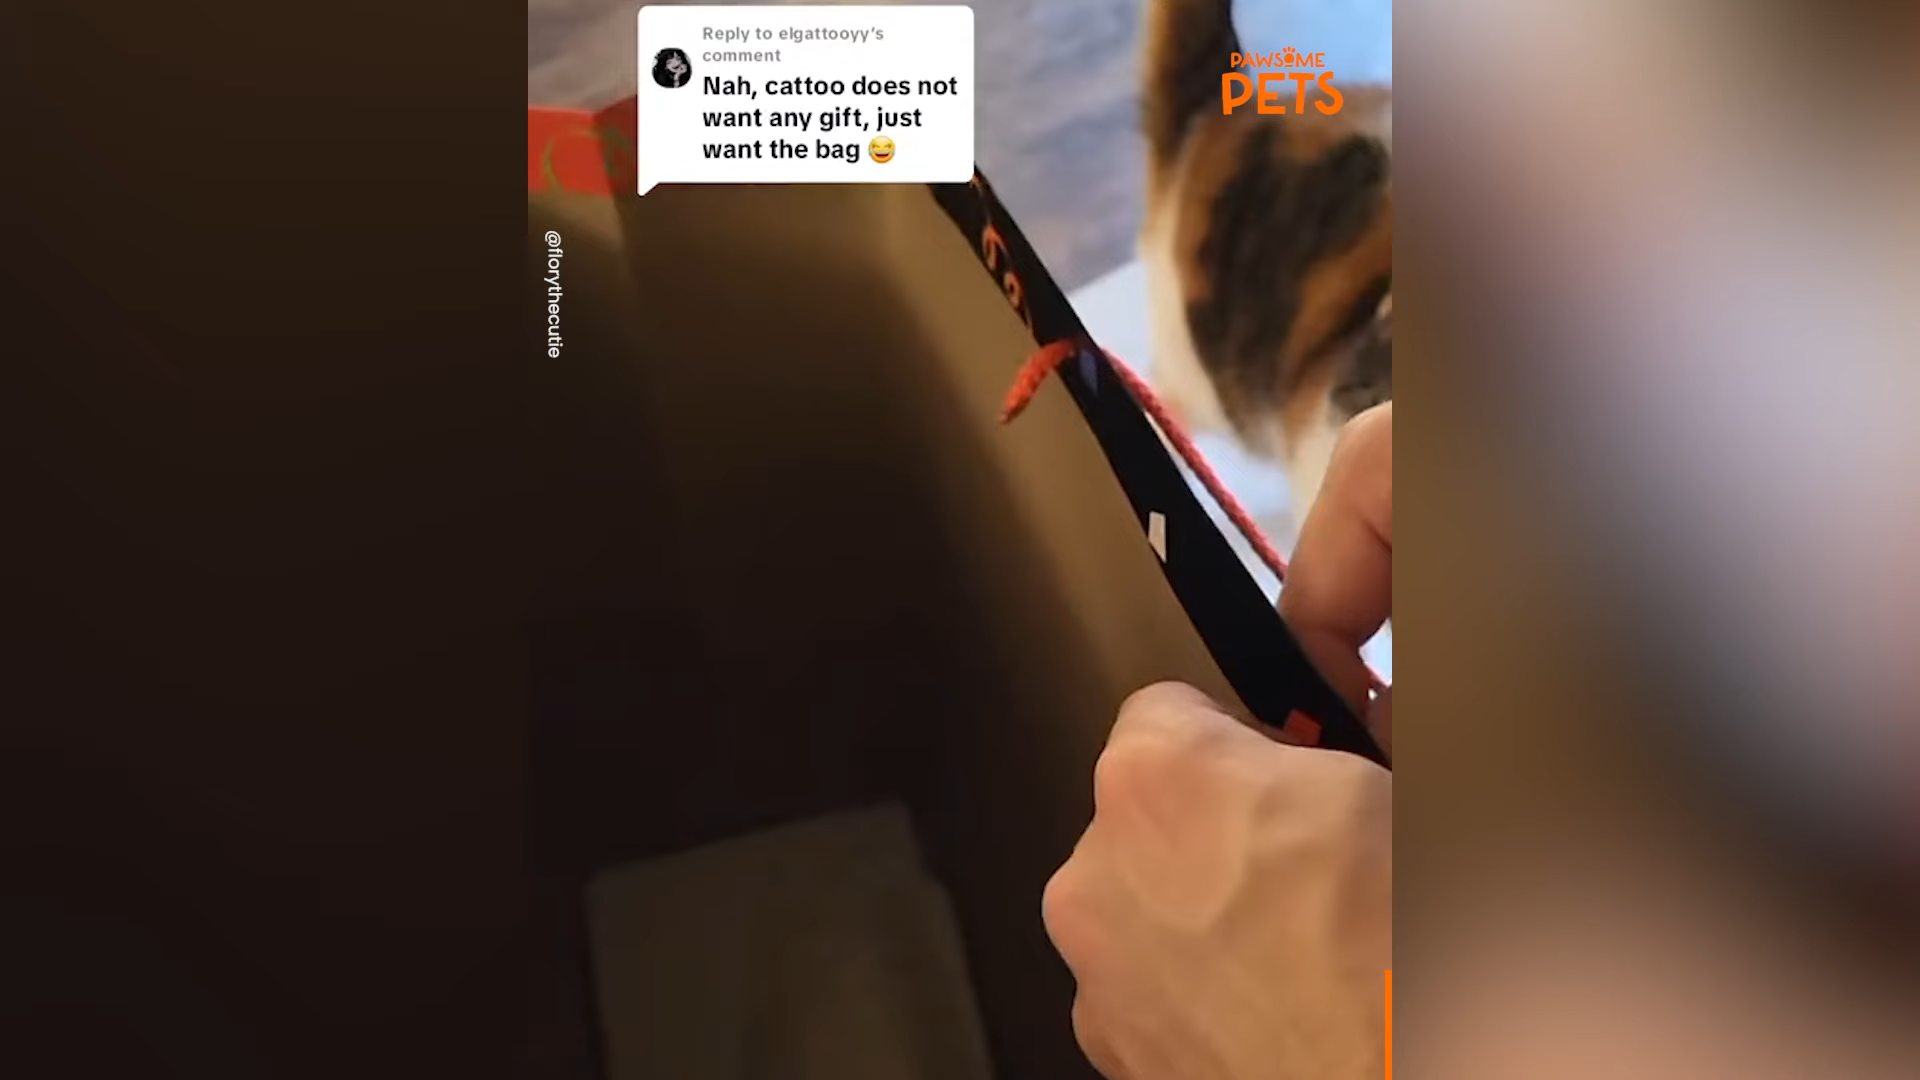 Reply to elgattooyy's
comment
Nah, cattoo does not
want any gift, just
want the bag 😆
PAWSOME
PETS
@florythecutie